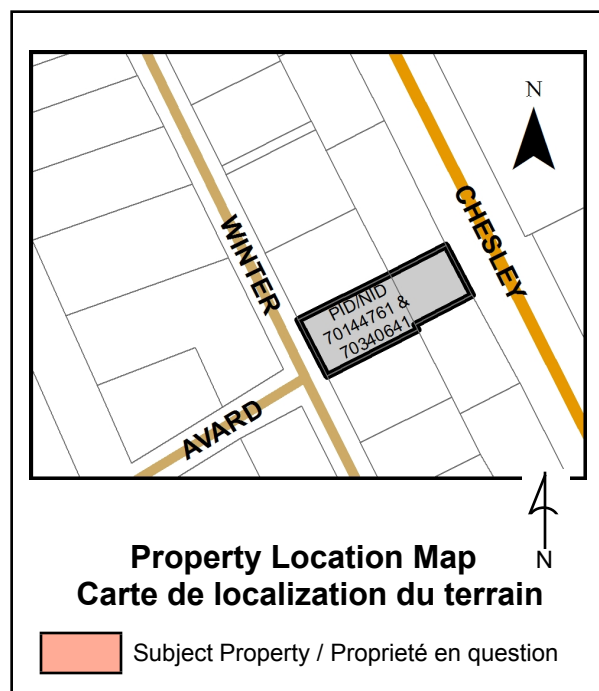 N
CHESLEY
WINTER
PID/NID
70144761 &
70340641
AVARD
N
Property Location Map
Carte de localization du terrain
Subject Property / Proprieté en question